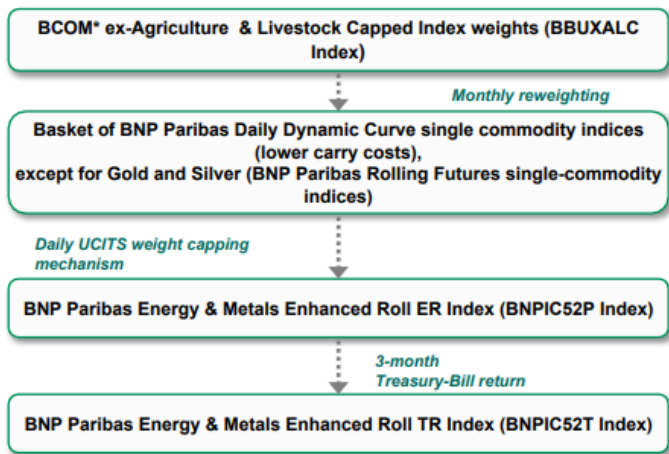 BCOM* ex-Agriculture & Livestock Capped Index weights (BBUXALC
Index)
Monthly reweighting
Basket of BNP Paribas Daily Dynamic Curve single commodity indices
(lower carry costs),
except for Gold and Silver (BNP Paribas Rolling Futures single-commodity
indices)
Daily UCITS weight capping
mechanism
BNP Paribas Energy & Metals Enhanced Roll ER Index (BNPIC52P Index)
3-month
Treasury-Bill return
BNP Paribas Energy & Metals Enhanced Roll TR Index (BNPIC52T Index)